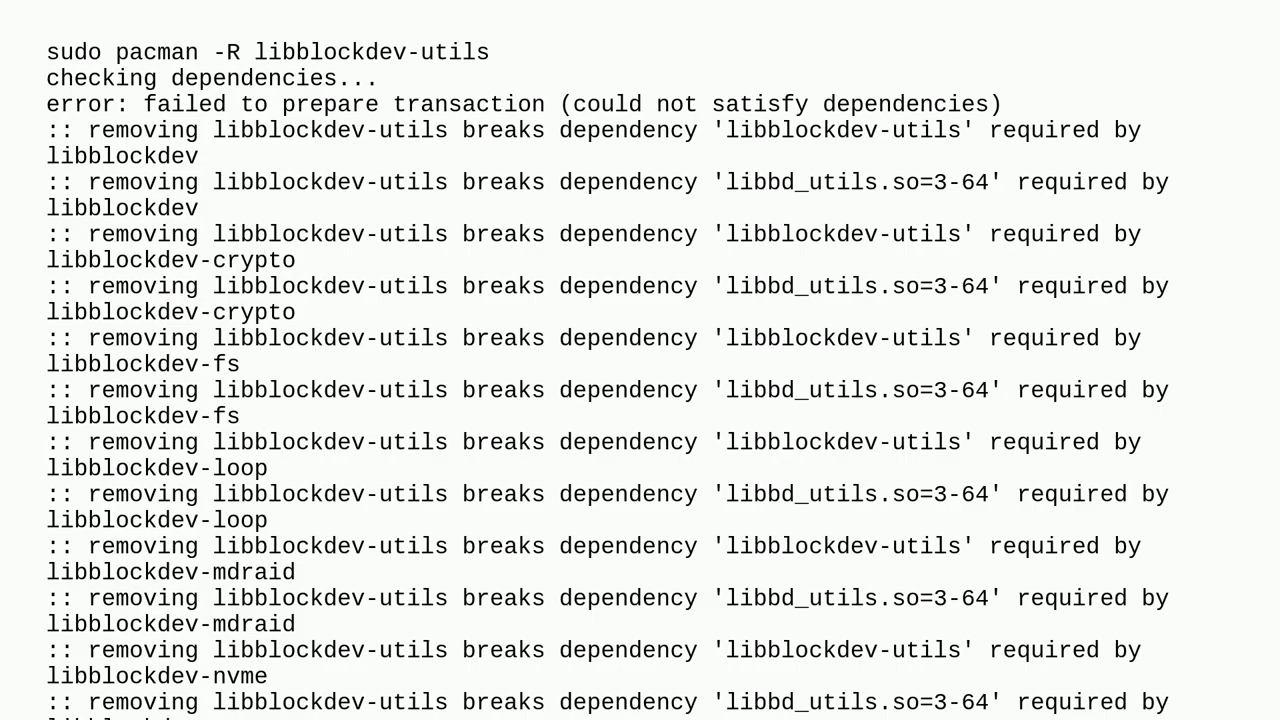 sudo pacman -R libblockdev-utils
checking dependencies...
error: failed to prepare transaction (could not satisfy dependencies)
:: removing libblockdev-utils breaks dependency 'libblockdev-utils' required by
libblockdev
:: removing libblockdev-utils breaks dependency 'libbd_utils.so=3-64' required by
libblockdev
:: removing libblockdev-utils breaks dependency 'libblockdev-utils' required by
libblockdev-crypto
:: removing libblockdev-utils breaks dependency 'libbd_utils.so=3-64' required by
libblockdev-crypto
:: removing libblockdev-utils breaks dependency 'libblockdev-utils' required by
libblockdev-fs
:: removing libblockdev-utils breaks dependency 'libbd_utils.so=3-64' required by
libblockdev-fs
:: removing libblockdev-utils breaks dependency 'libblockdev-utils' required by
libblockdev-loop
:: removing libblockdev-utils breaks dependency 'libbd_utils.so=3-64' required by
libblockdev-loop
:: removing libblockdev-utils breaks dependency 'libblockdev-utils' required by
libblockdev-mdraid
:: removing libblockdev-utils breaks dependency 'libbd_utils.so=3-64' required by
libblockdev-mdraid
:: removing libblockdev-utils breaks dependency 'libblockdev-utils' required by
libblockdev-nvme
:: removing libblockdev-utils breaks dependency 'libbd_utils.so=3-64' required by